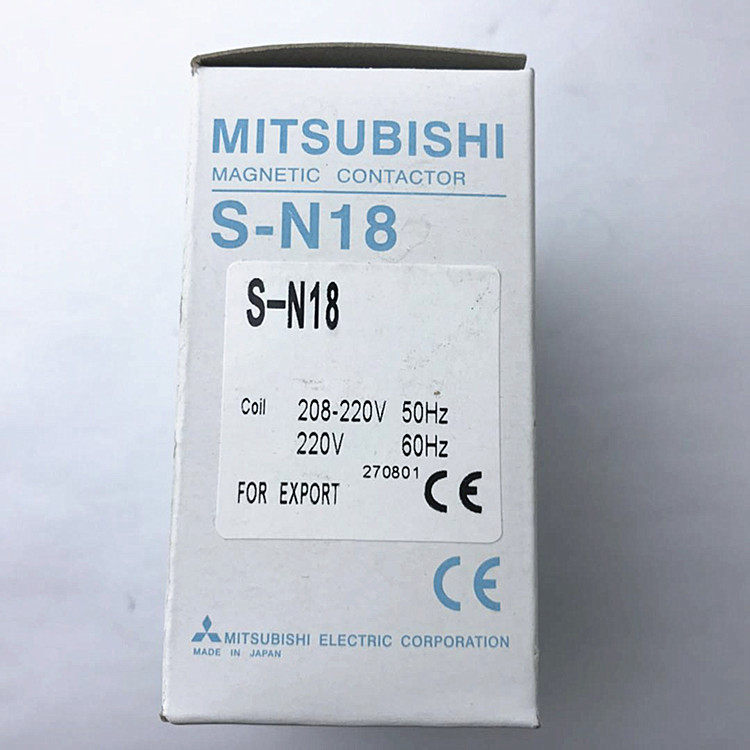 MITSUBISHI
MAGNETIC CONTACTOR
S-N18
S-N18
Coil 208-220V 50Hz
220V 60Hz
270801
FOR EXPORT CE
CE
MITSUBISHI ELECTRIC CORPORATION
MADE IN JAPAN